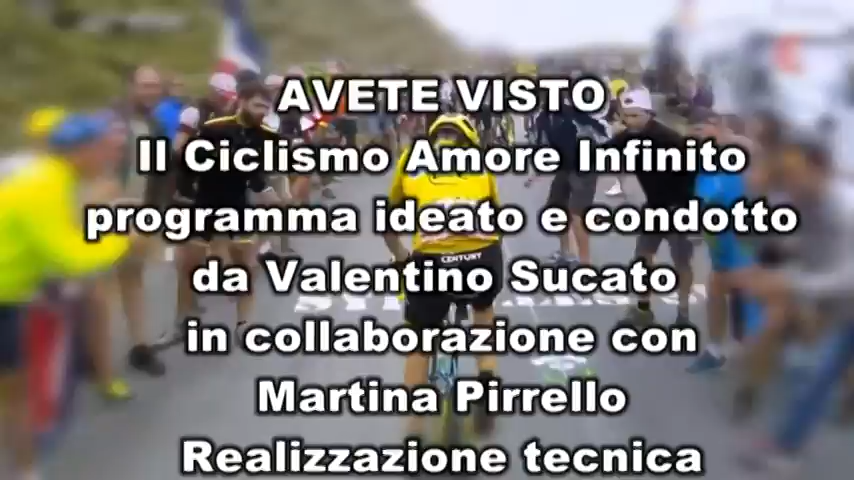 AVETE VISTO
Il Ciclismo Amore Infinito
programma ideato e condotto
da Valentino Sucato
CENTURY
in collaborazione con
Martina Pirrello
Realizzazione tecnica